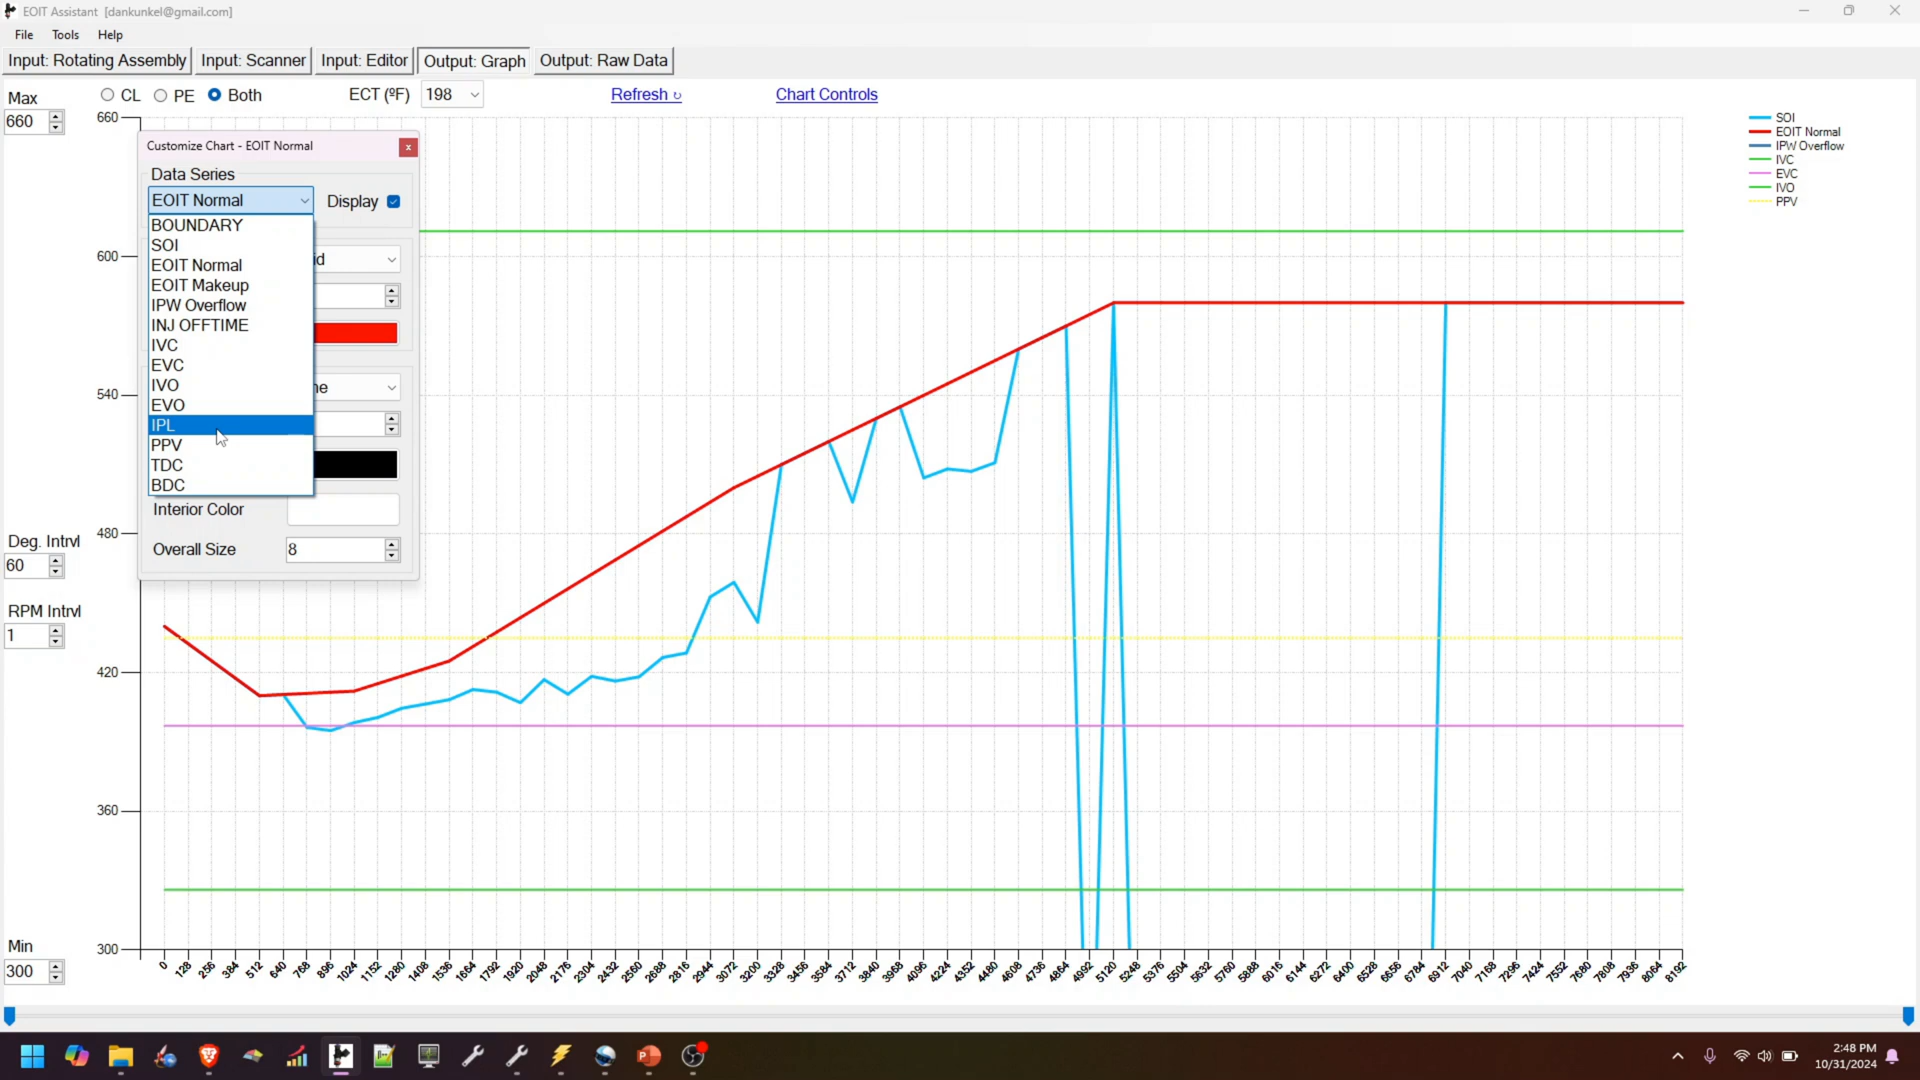 EOIT Assistant [dankunkel@gmail.com]
File Tools Help
Input: Rotating Assembly Input: Scanner Input: Editor Output: Graph Output: Raw Data
Max
660
CL PE Both
ECT (ºF) 198
Refresh ↻
Chart Controls
Customize Chart - EOIT Normal
x
Data Series
EOIT Normal
Display
BOUNDARY
SOI
EOIT Normal
EOIT Makeup
IPW Overflow
INJ OFFTIME
IVC
EVC
IVO
EVO
IPL
PPV
TDC
BDC
id
ne
Interior Color
Overall Size 8
660
600
540
480
420
360
300
Deg. Intrvl
60
RPM Intrvl
1
Min
300
0 128 256 384 512 640 768 896 1024 1152 1280 1408 1536 1664 1792 1920 2048 2176 2304 2432 2560 2688 2816 2944 3072 3200 3328 3456 3584 3712 3840 3968 4096 4224 4352 4480 4608 4736 4864 4992 5120 5248 5376 5504 5632 5760 5888 6016 6144 6272 6400 6528 6656 6784 6912 7040 7168 7296 7424 7552 7680 7808 7936 8064 8192
SOI
EOIT Normal
IPW Overflow
IVC
EVC
IVO
PPV
2:48 PM
10/31/2024